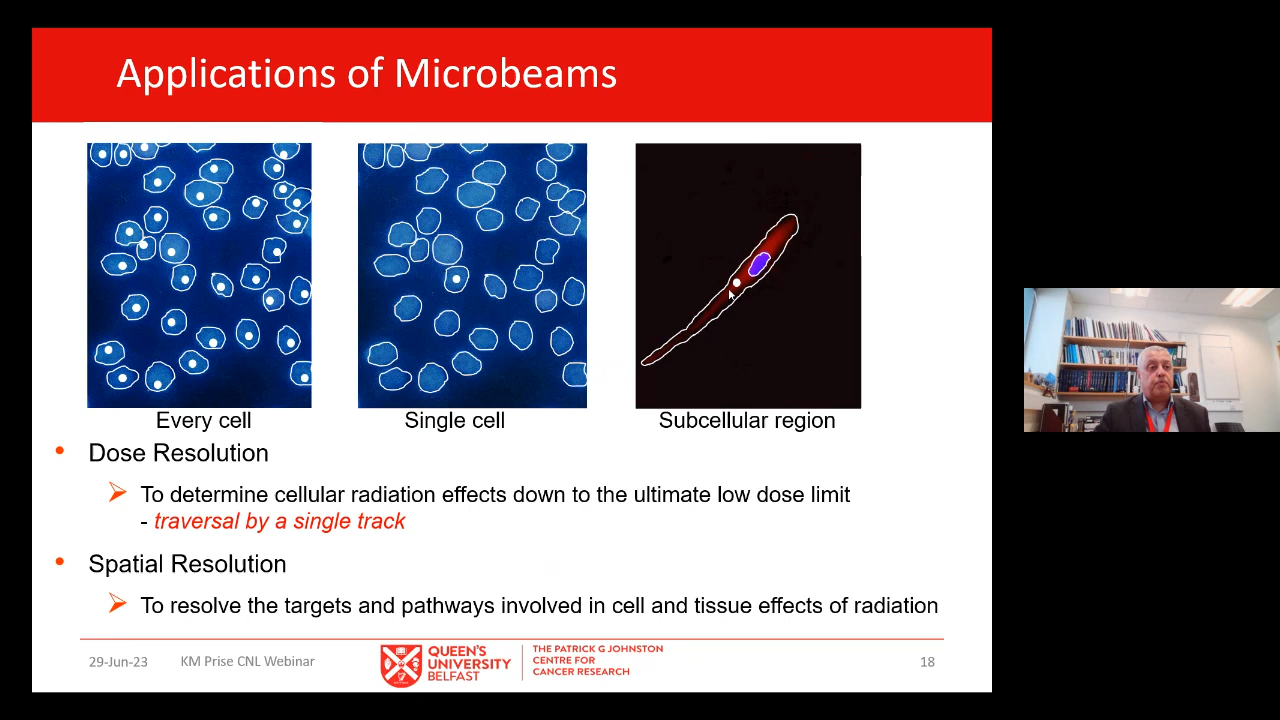 Applications of Microbeams
Every cell
Single cell
Subcellular region
• Dose Resolution
To determine cellular radiation effects down to the ultimate low dose limit
- traversal by a single track
• Spatial Resolution
To resolve the targets and pathways involved in cell and tissue effects of radiation
29-Jun-23
KM Prise CNL Webinar
QUEEN'S
UNIVERSITY
BELFAST
THE PATRICK G JOHNSTON
CENTRE FOR
CANCER RESEARCH
18